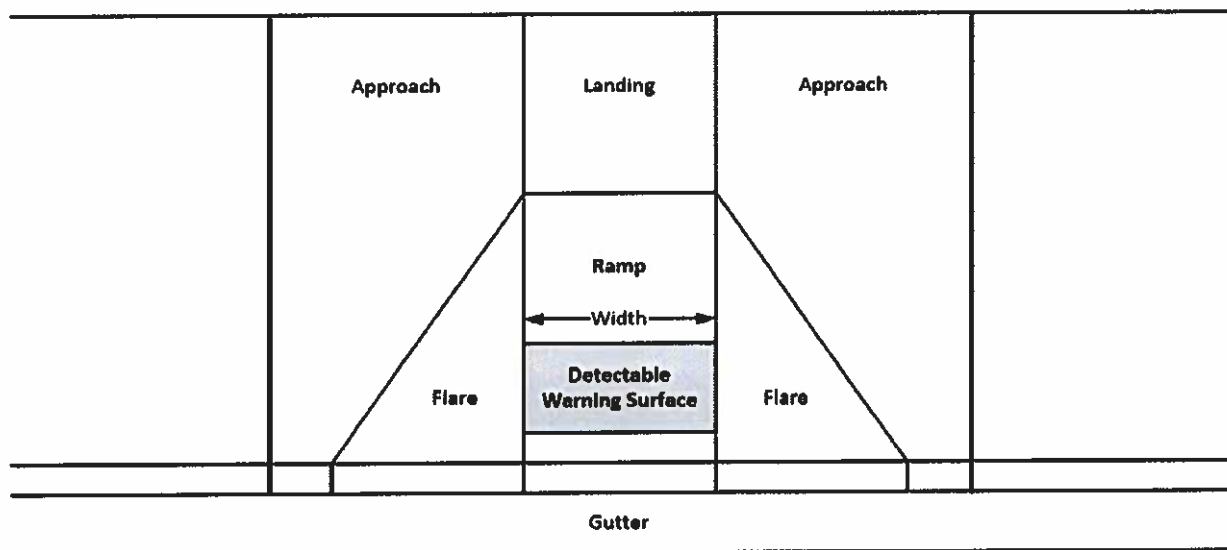 Approach
Landing
Approach
Ramp
Width
Flare
Detectable
Warning Surface
Flare
Gutter